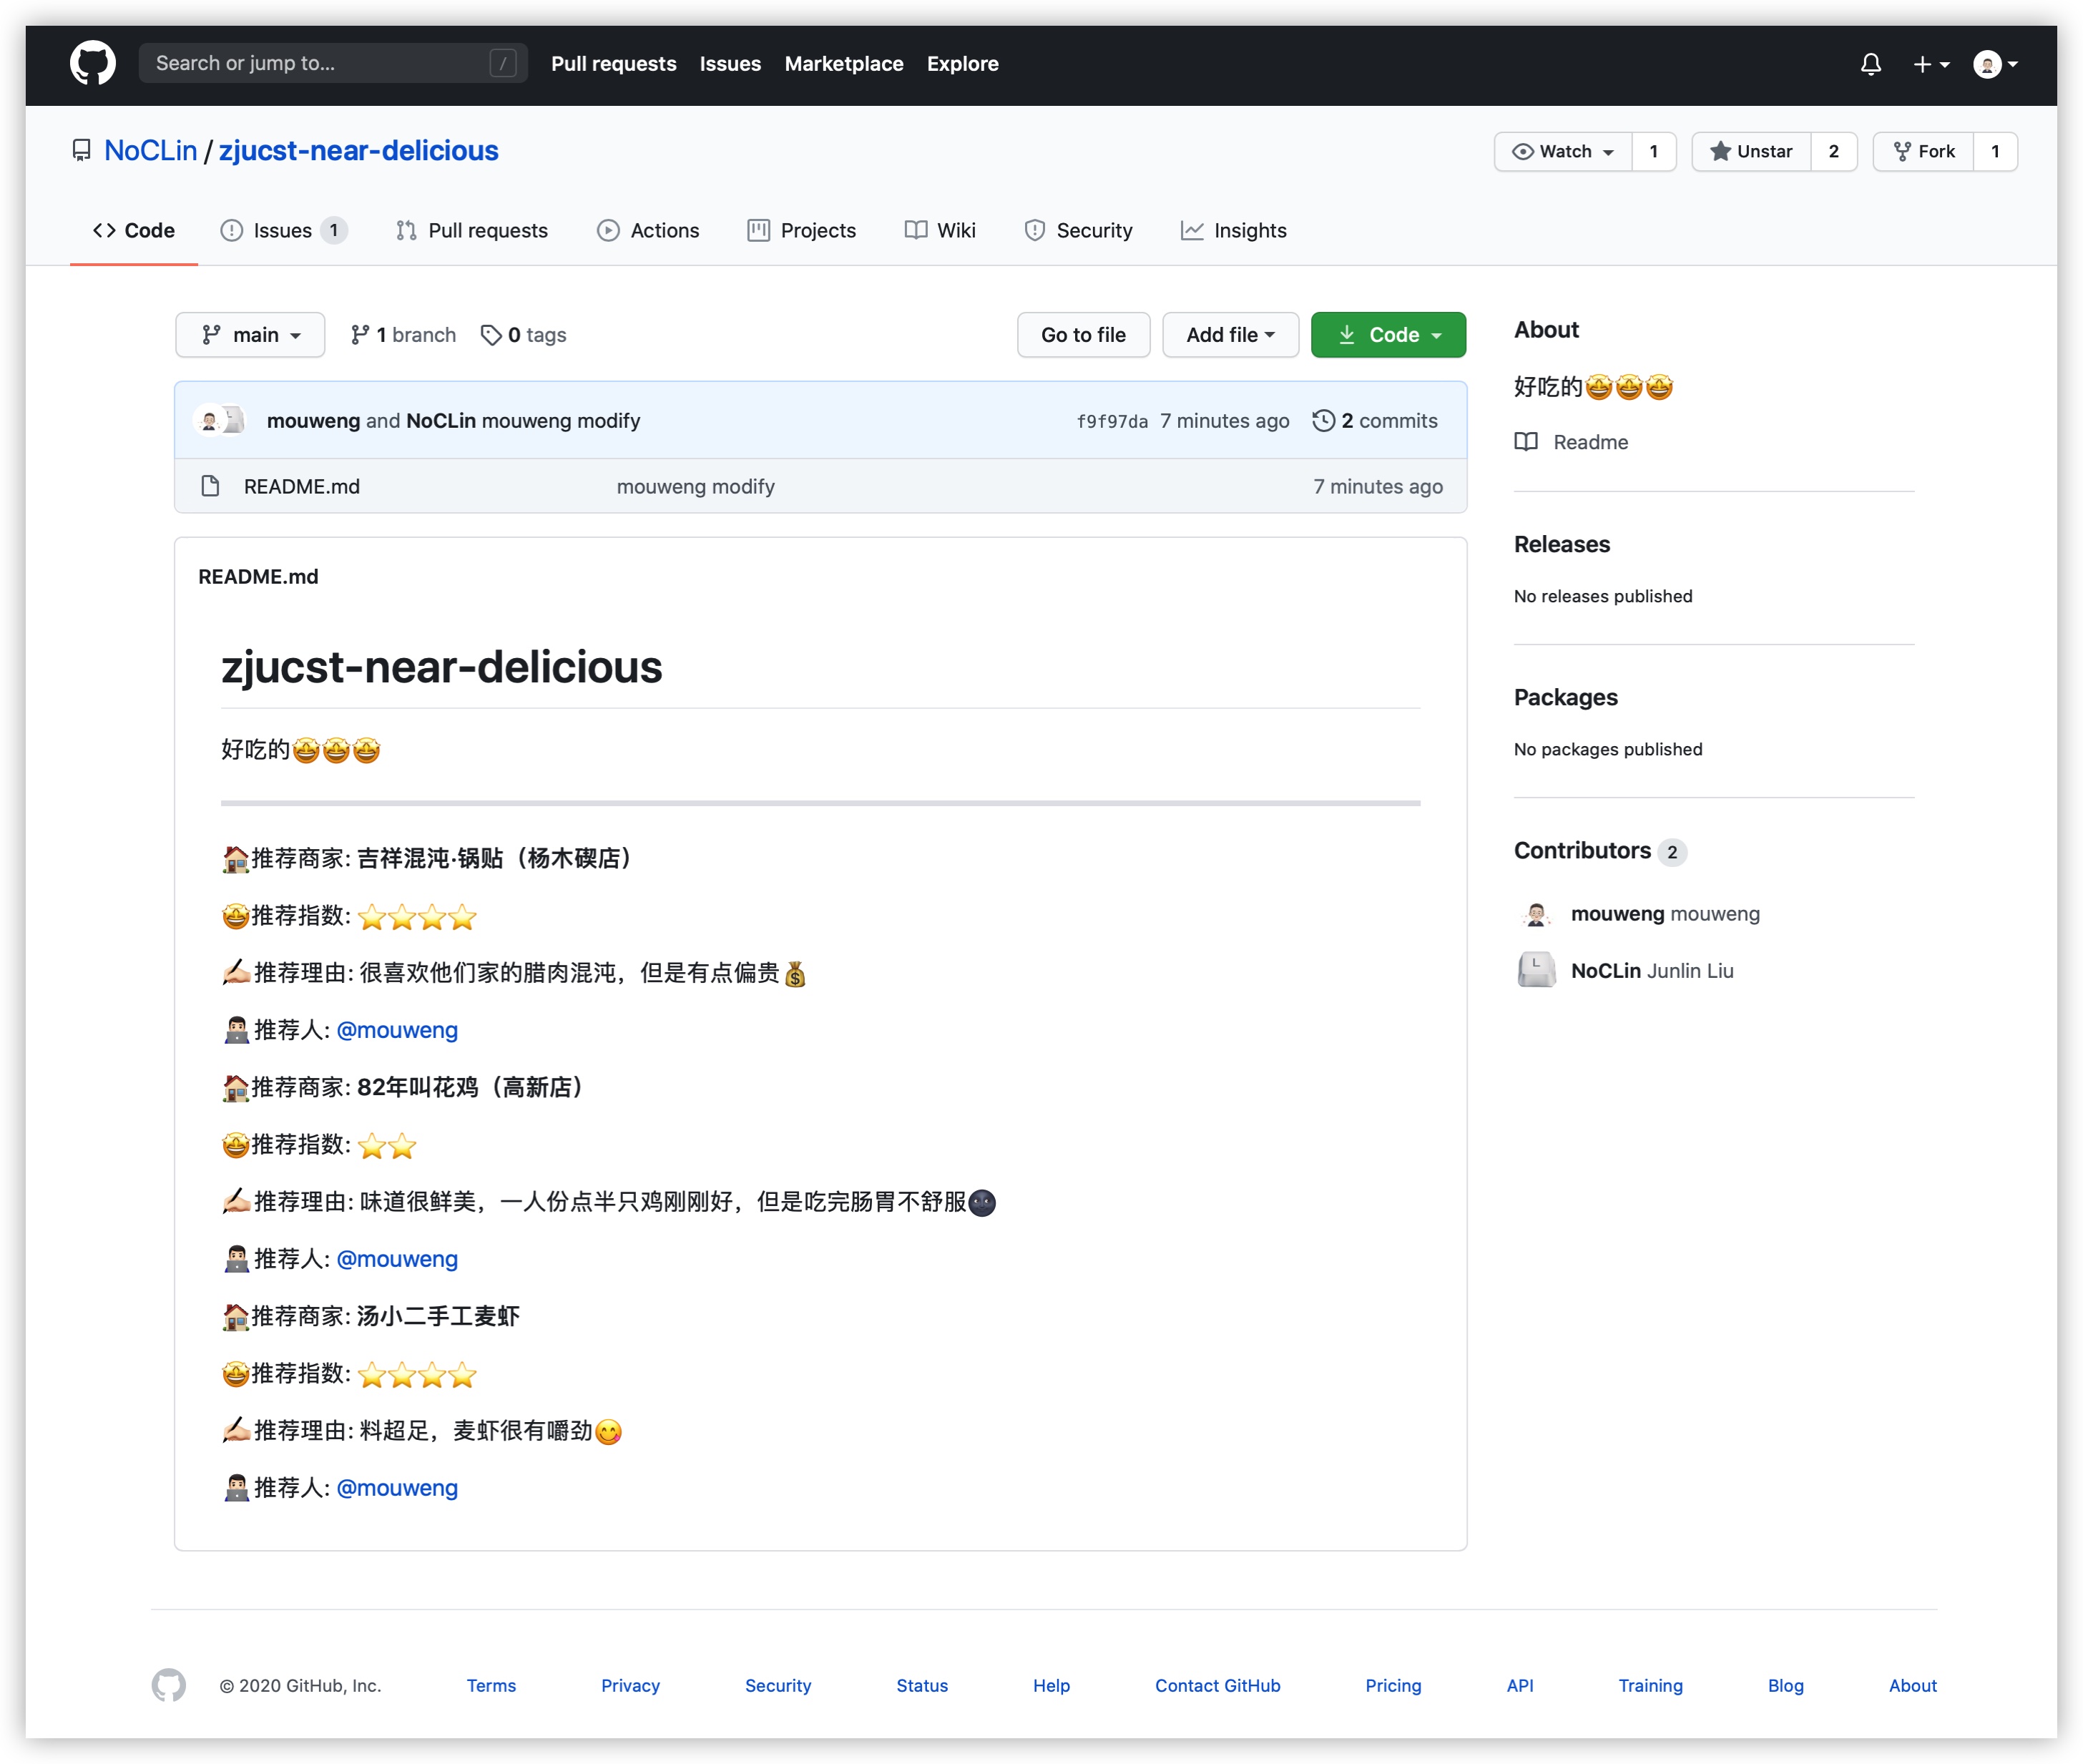 Search or jump to... /
Pull requests Issues Marketplace Explore
NoCLin / zjucst-near-delicious
Watch 1 Unstar 2 Fork 1
Code Issues 1 Pull requests Actions Projects Wiki Security Insights
main 1 branch 0 tags Go to file Add file Code
mouweng and NoCLin mouweng modify f9f97da 7 minutes ago 2 commits
README.md mouweng modify 7 minutes ago
README.md
zjucst-near-delicious
好吃的🤩🤩🤩
🏠推荐商家: 吉祥混沌·锅贴（杨木碶店）
🤩推荐指数: ⭐⭐⭐⭐
✍🏻推荐理由: 很喜欢他们家的腊肉混沌，但是有点偏贵💰
👨🏻‍💻推荐人: @mouweng
🏠推荐商家: 82年叫花鸡（高新店）
🤩推荐指数: ⭐⭐
✍🏻推荐理由: 味道很鲜美，一人份点半只鸡刚刚好，但是吃完肠胃不舒服🌚
👨🏻‍💻推荐人: @mouweng
🏠推荐商家: 汤小二手工麦虾
🤩推荐指数: ⭐⭐⭐⭐
✍🏻推荐理由: 料超足，麦虾很有嚼劲😋
👨🏻‍💻推荐人: @mouweng
About
好吃的🤩🤩🤩
Readme
Releases
No releases published
Packages
No packages published
Contributors 2
mouweng mouweng
L
NoCLin Junlin Liu
© 2020 GitHub, Inc. Terms Privacy Security Status Help Contact GitHub Pricing API Training Blog About